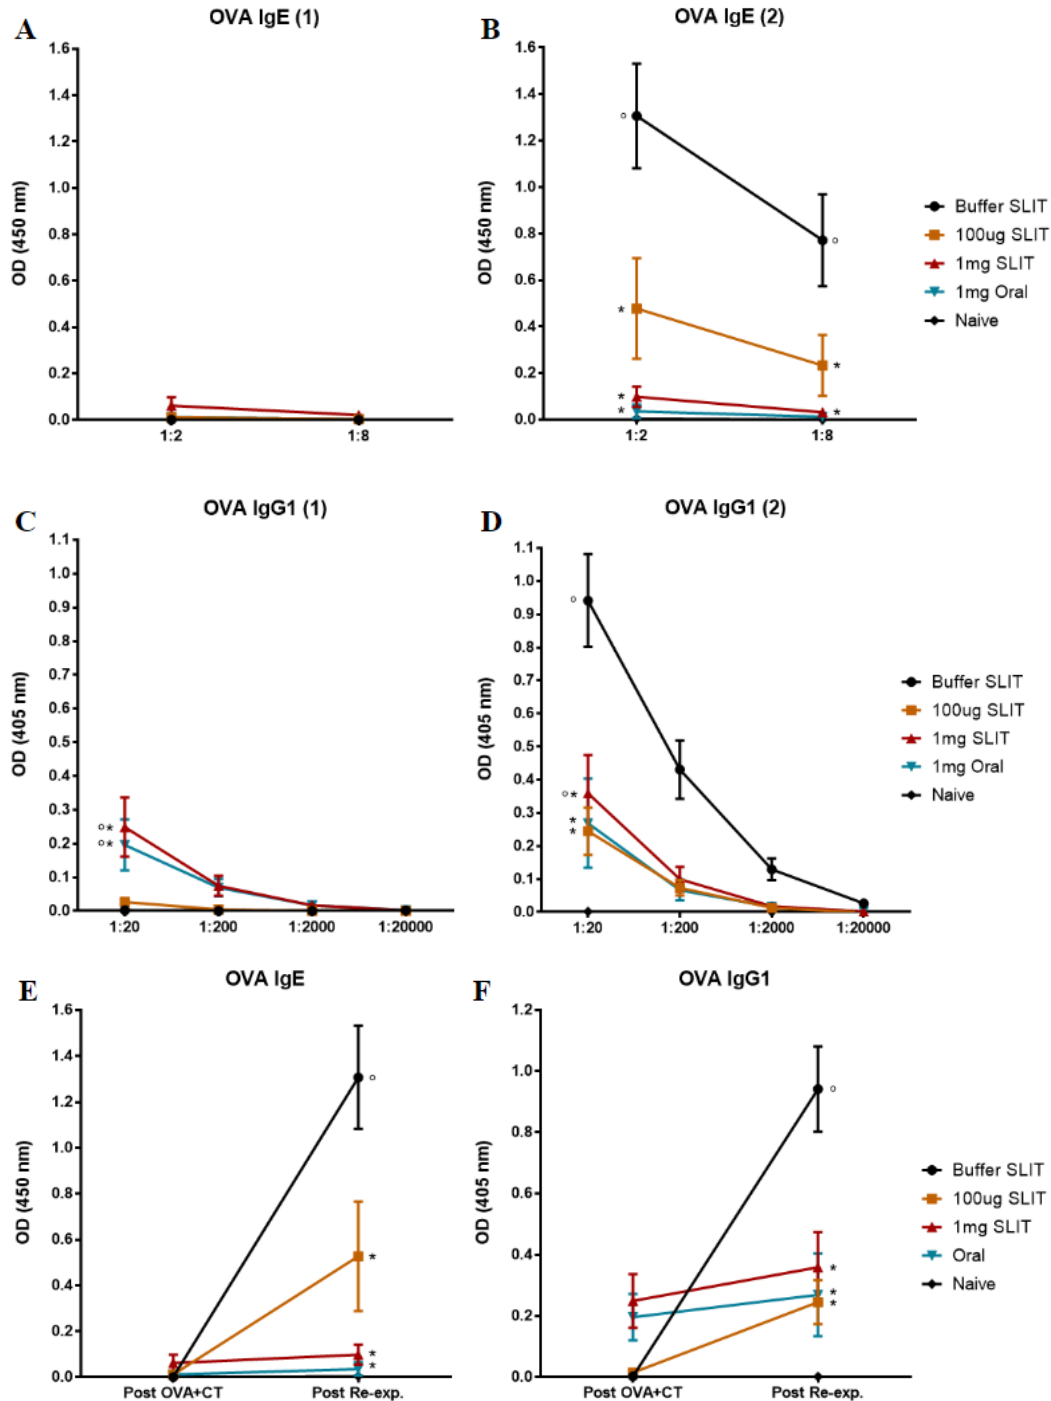 A
OVA IgE (1)
OD (450 nm)
1.6
1.4
1.2
1.0
0.8
0.6
0.4
0.2
0.0
1:2
1:8
B
OVA IgE (2)
OD (450 nm)
1.6
1.4
1.2
1.0
0.8
0.6
0.4
0.2
0.0
° 
°
*
*
*
*
*
1:2
1:8
Buffer SLIT
100ug SLIT
1mg SLIT
1mg Oral
Naive
C
OVA IgG1 (1)
OD (405 nm)
1.1
1.0
0.9
0.8
0.7
0.6
0.5
0.4
0.3
0.2
0.1
0.0
°*
°*
1:20
1:200
1:2000
1:20000
D
OVA IgG1 (2)
OD (405 nm)
1.1
1.0
0.9
0.8
0.7
0.6
0.5
0.4
0.3
0.2
0.1
0.0
°
°*
*
*
1:20
1:200
1:2000
1:20000
Buffer SLIT
100ug SLIT
1mg SLIT
1mg Oral
Naive
E
OVA IgE
OD (450 nm)
1.6
1.4
1.2
1.0
0.8
0.6
0.4
0.2
0.0
°
*
*
*
Post OVA+CT
Post Re-exp.
F
OVA IgG1
OD (405 nm)
1.2
1.0
0.8
0.6
0.4
0.2
0.0
°
*
*
*
Post OVA+CT
Post Re-exp.
Buffer SLIT
100ug SLIT
1mg SLIT
Oral
Naive